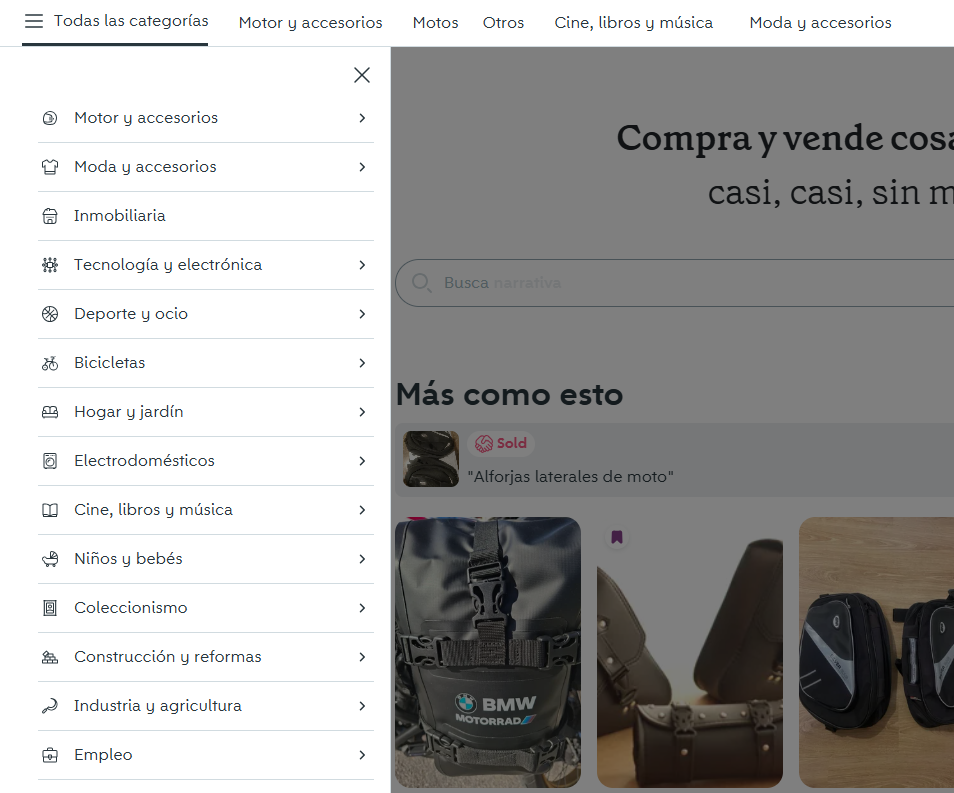 Todas las categorías
Motor y accesorios
Motos
Otros
Cine, libros y música
Moda y accesorios
Motor y accesorios
Moda y accesorios
Inmobiliaria
Tecnología y electrónica
Deporte y ocio
Bicicletas
Hogar y jardín
Electrodomésticos
Cine, libros y música
Niños y bebés
Coleccionismo
Construcción y reformas
Industria y agricultura
Empleo
Compra y vende cosa
casi, casi, sin m
Busca narrativa
Más como esto
Sold
"Alforjas laterales de moto"
BMW
MOTORRAD